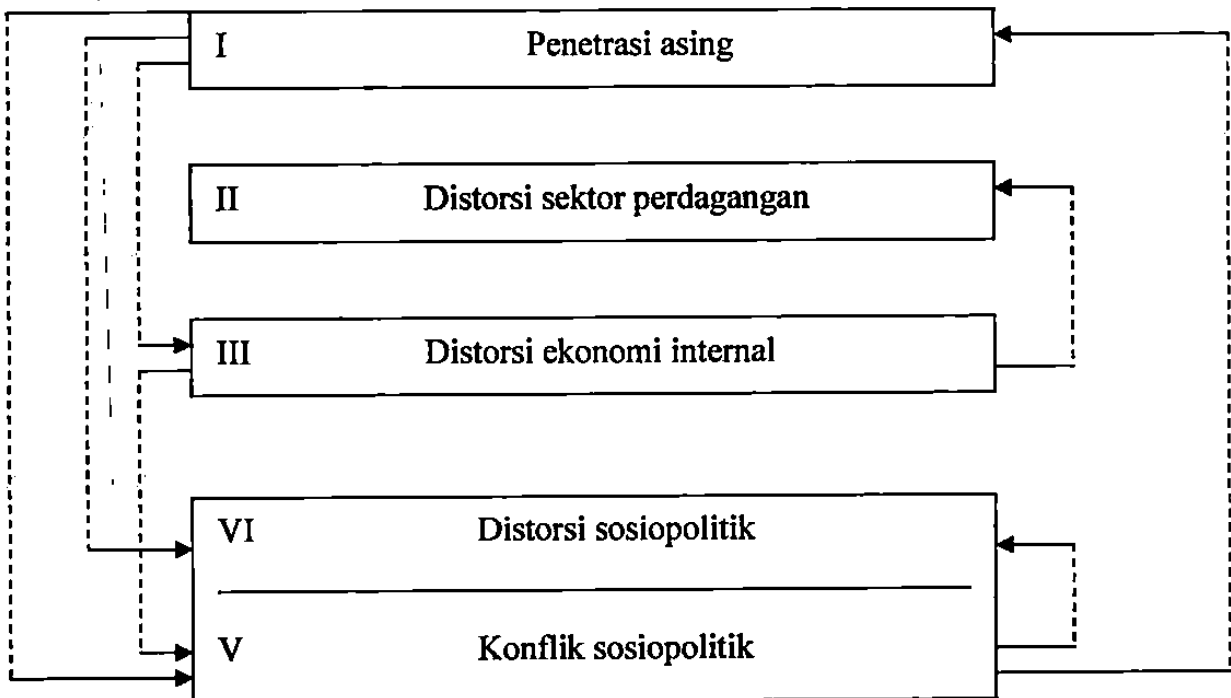 I Penetrasi asing
II Distorsi sektor perdagangan
III Distorsi ekonomi internal
VI Distorsi sosiopolitik
V Konflik sosiopolitik